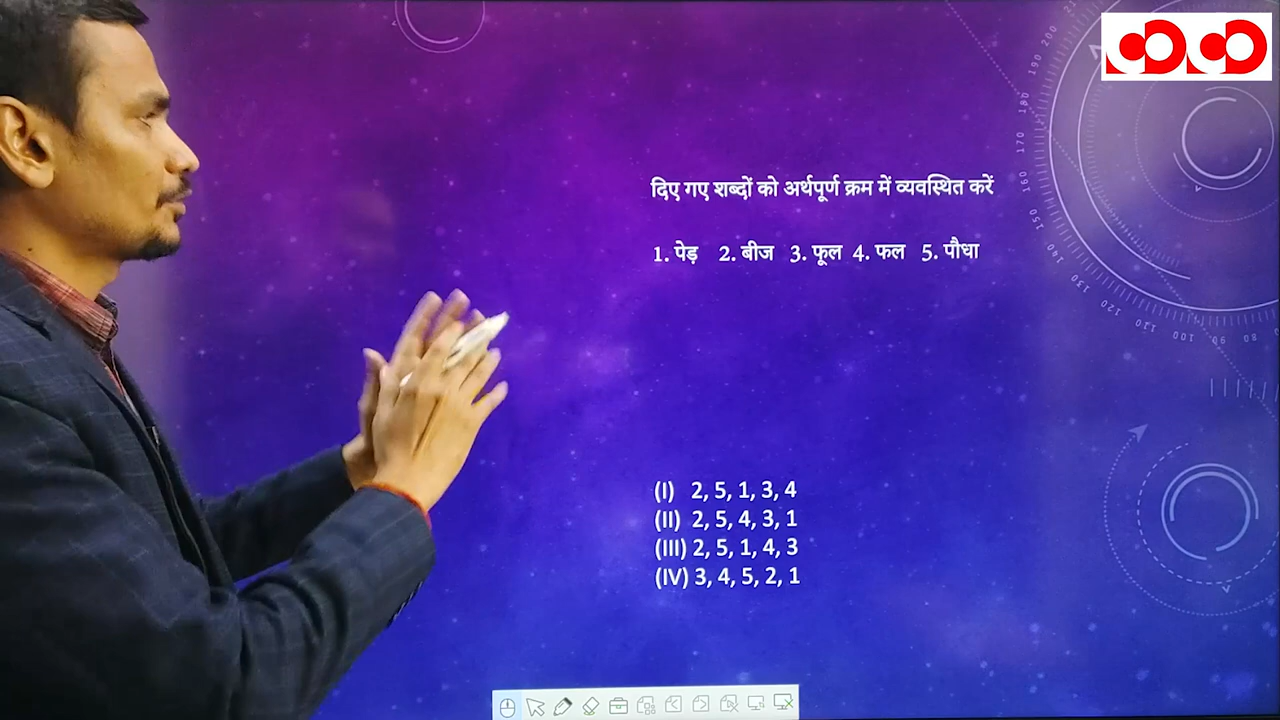 दिए गए शब्दों को अर्थपूर्ण क्रम में व्यवस्थित करें
1. पेड़ 2. बीज 3. फूल 4. फल 5. पौधा
(I) 2, 5, 1, 3, 4
(II) 2, 5, 4, 3, 1
(III) 2, 5, 1, 4, 3
(IV) 3, 4, 5, 2, 1